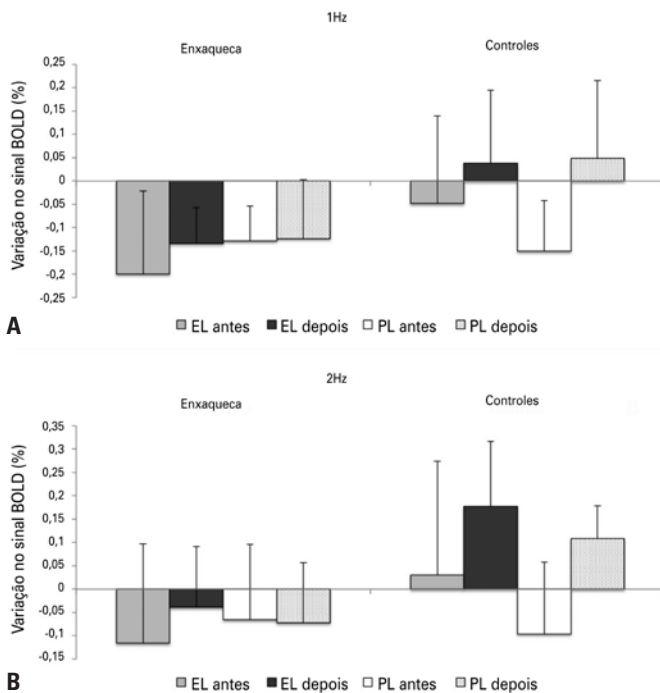 1Hz
Enxaqueca Controles
Variação no sinal BOLD (%)
0,25
0,2
0,15
0,1
0,05
0
-0,05
-0,1
-0,15
-0,2
-0,25
A
EL antes EL depois PL antes PL depois
2Hz
Enxaqueca Controles
Variação no sinal BOLD (%)
0,35
0,3
0,25
0,2
0,15
0,1
0,05
0
-0,05
-0,1
-0,15
B
EL antes EL depois PL antes PL depois